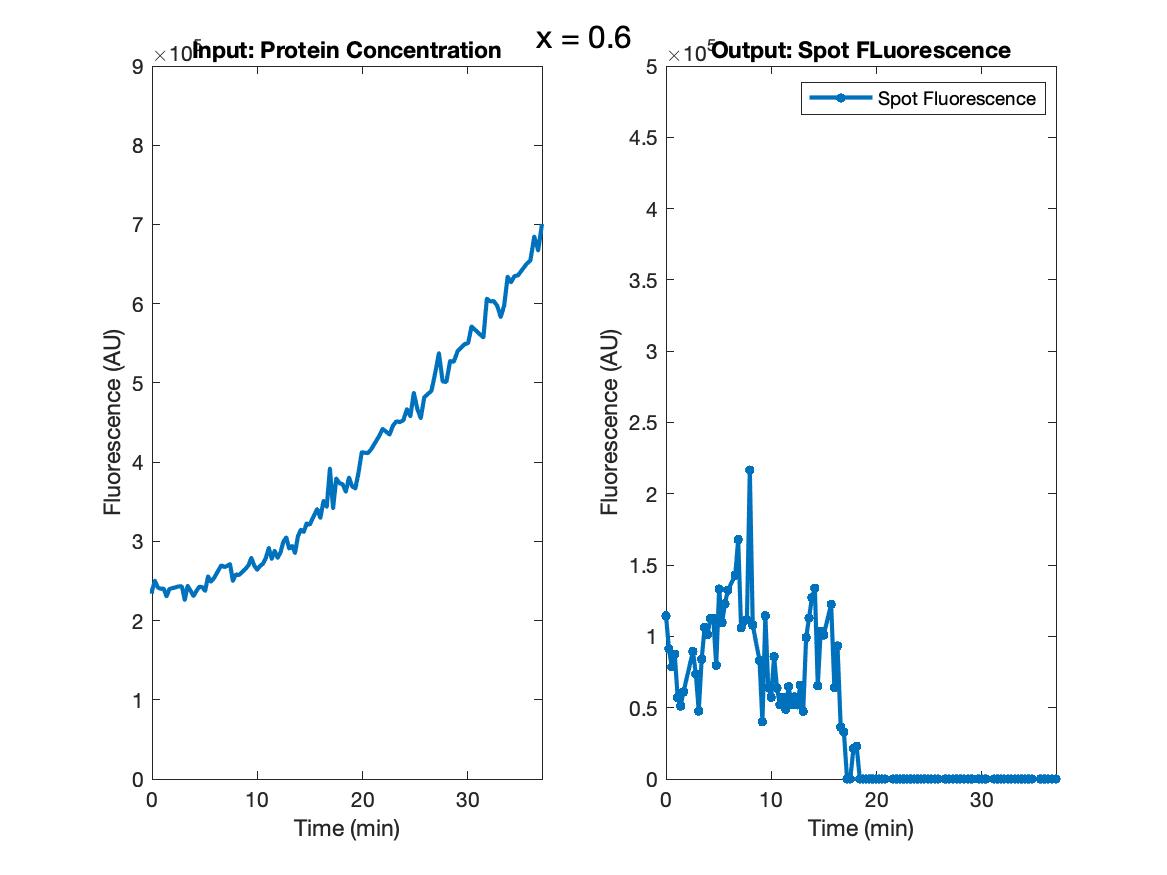 x = 0.6
×10⁵
Input: Protein Concentration
9
8
7
6
5
4
3
2
1
0
Fluorescence (AU)
0 10 20 30
Time (min)
×10⁵
Output: Spot FLuorescence
Spot Fluorescence
5
4.5
4
3.5
3
2.5
2
1.5
1
0.5
0
Fluorescence (AU)
0 10 20 30
Time (min)